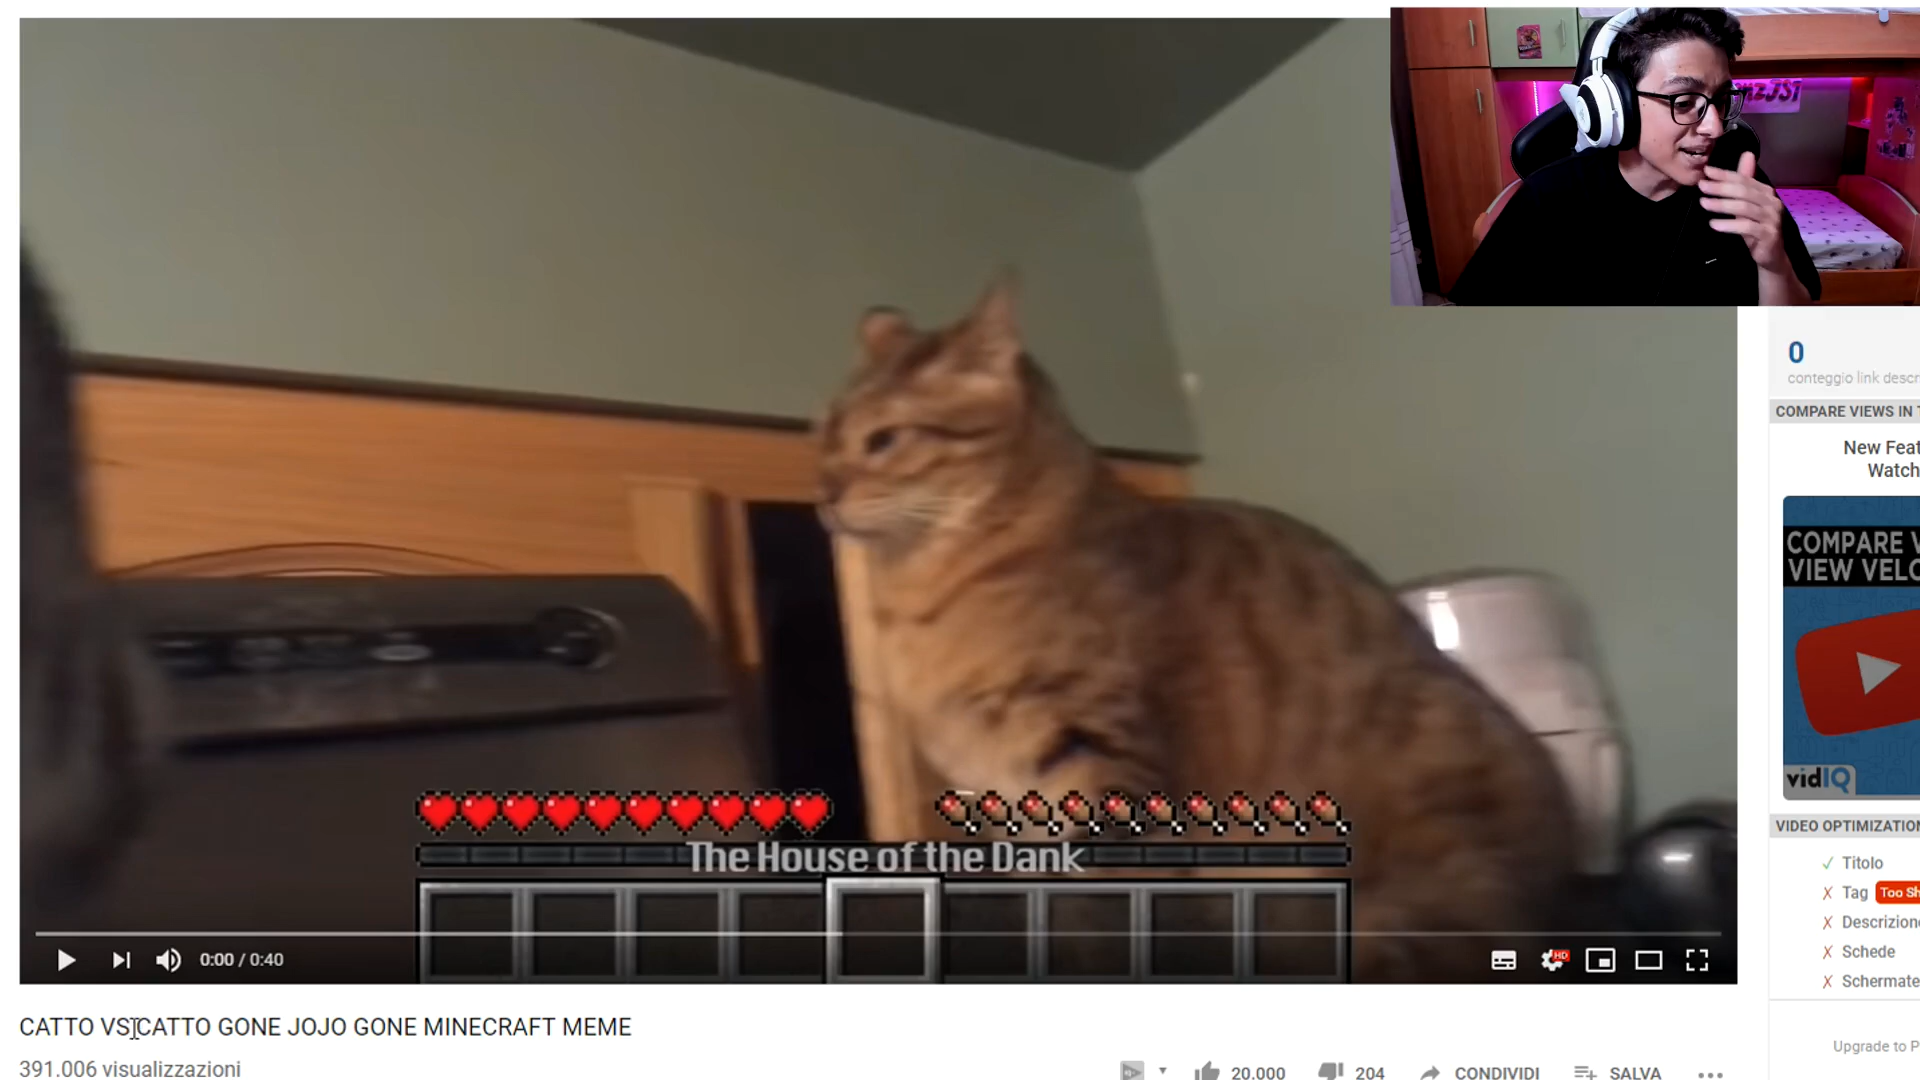 0
conteggio link descr
COMPARE VIEWS IN
New Feat
Watch
COMPARE
VIEW VELO
vidIQ
VIDEO OPTIMIZATION
Titolo
Tag Too Sh
Descrizione
Schede
Schermate
Upgrade to P
The House of the Dank
0:00 / 0:40
HD
CATTO VS CATTO GONE JOJO GONE MINECRAFT MEME
391.006 visualizzazioni
20.000 204 CONDIVIDI SALVA